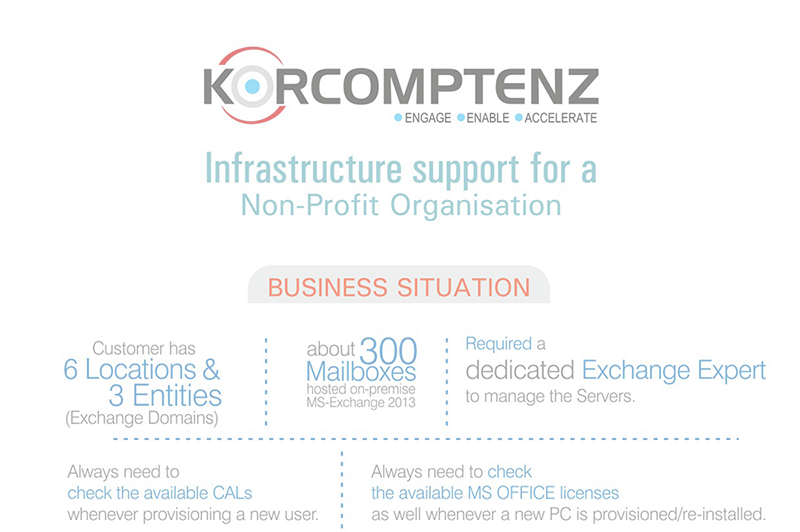 KORCOMPTENZ
ENGAGE • ENABLE • ACCELERATE
Infrastructure support for a
Non-Profit Organisation
BUSINESS SITUATION
Customer has
6 Locations &
3 Entities
(Exchange Domains)
about 300
Mailboxes
hosted on-premise
MS-Exchange 2013
Required a
dedicated Exchange Expert
to manage the Servers.
Always need to
check the available CALs
whenever provisioning a new user.
Always need to check
the available MS OFFICE licenses
as well whenever a new PC is provisioned/re-installed.